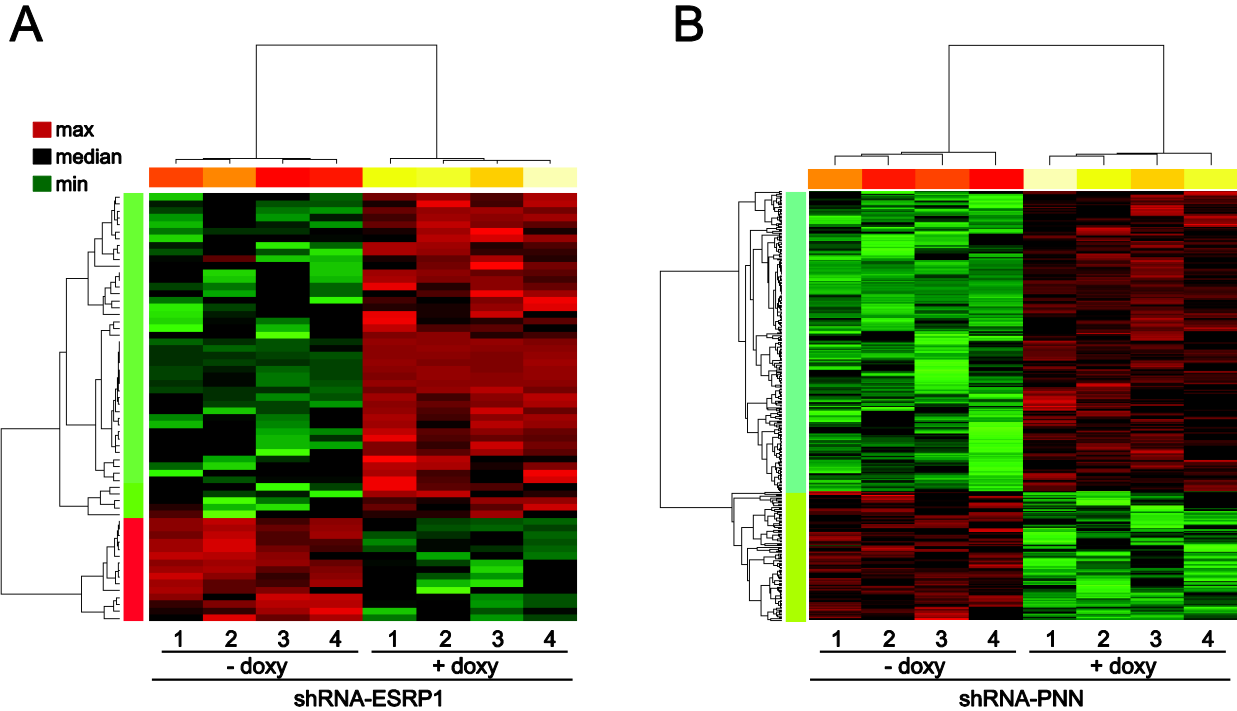 A
B
max
median
min
1 2 3 4 1 2 3 4
- doxy + doxy
shRNA-ESRP1
1 2 3 4 1 2 3 4
- doxy + doxy
shRNA-PNN